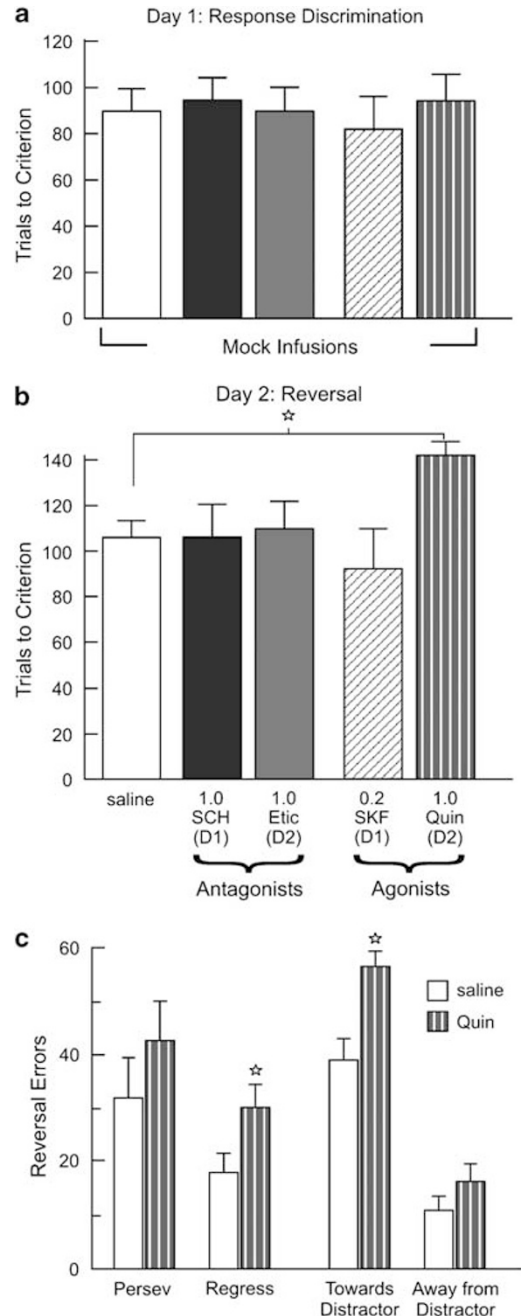 a
Day 1: Response Discrimination
Trials to Criterion
120
100
80
60
40
20
0
Mock Infusions
b
Day 2: Reversal
Trials to Criterion
140
120
100
80
60
40
20
0
saline
1.0 1.0 0.2 1.0
SCH Etic SKF Quin
(D1) (D2) (D1) (D2)
Antagonists Agonists
c
Reversal Errors
60
40
20
0
saline
Quin
Persev Regress Towards Away from
Distractor Distractor